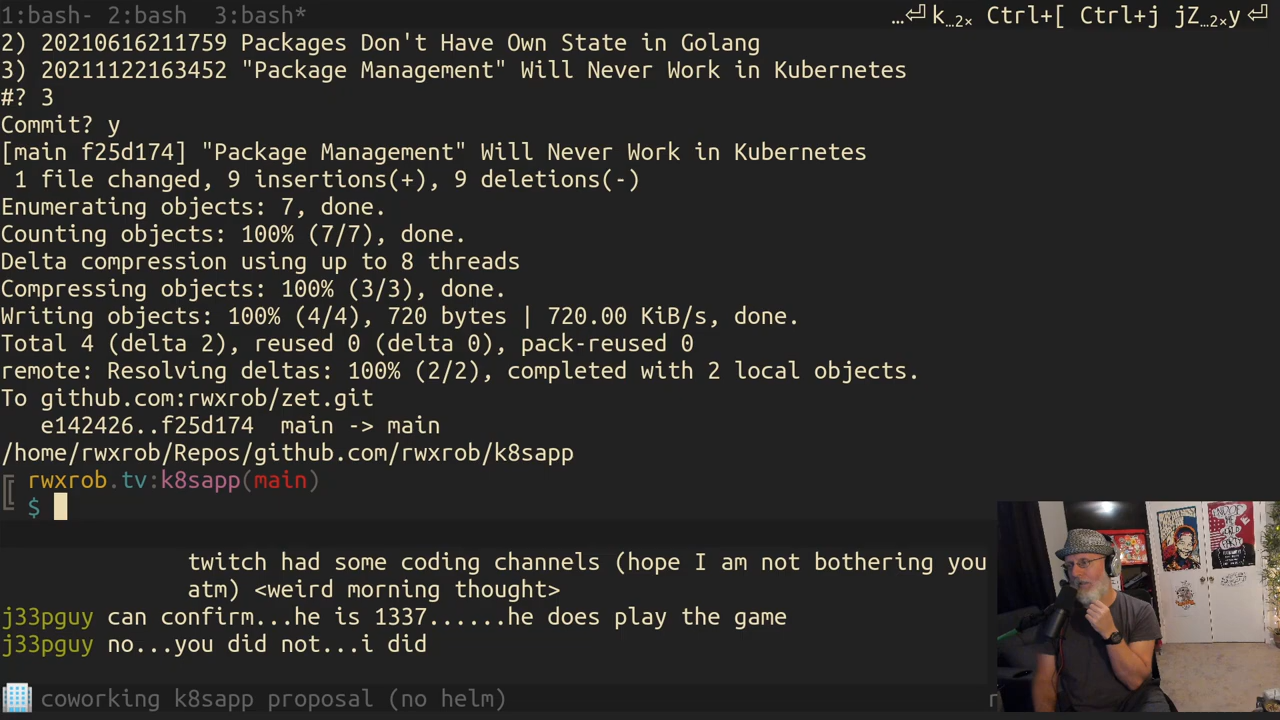 1:bash- 2:bash  3:bash*
…⏎ k…2× Ctrl+[ Ctrl+j jZ…2×y ⏎
2) 20210616211759 Packages Don't Have Own State in Golang
3) 20211122163452 "Package Management" Will Never Work in Kubernetes
#? 3
Commit? y
[main f25d174] "Package Management" Will Never Work in Kubernetes
 1 file changed, 9 insertions(+), 9 deletions(-)
Enumerating objects: 7, done.
Counting objects: 100% (7/7), done.
Delta compression using up to 8 threads
Compressing objects: 100% (3/3), done.
Writing objects: 100% (4/4), 720 bytes | 720.00 KiB/s, done.
Total 4 (delta 2), reused 0 (delta 0), pack-reused 0
remote: Resolving deltas: 100% (2/2), completed with 2 local objects.
To github.com:rwxrob/zet.git
   e142426..f25d174  main -> main
/home/rwxrob/Repos/github.com/rwxrob/k8sapp
rwxrob.tv:k8sapp(main)
$
twitch had some coding channels (hope I am not bothering you
atm) <weird morning thought>
j33pguy can confirm...he is 1337......he does play the game
j33pguy no...you did not...i did
coworking k8sapp proposal (no helm)